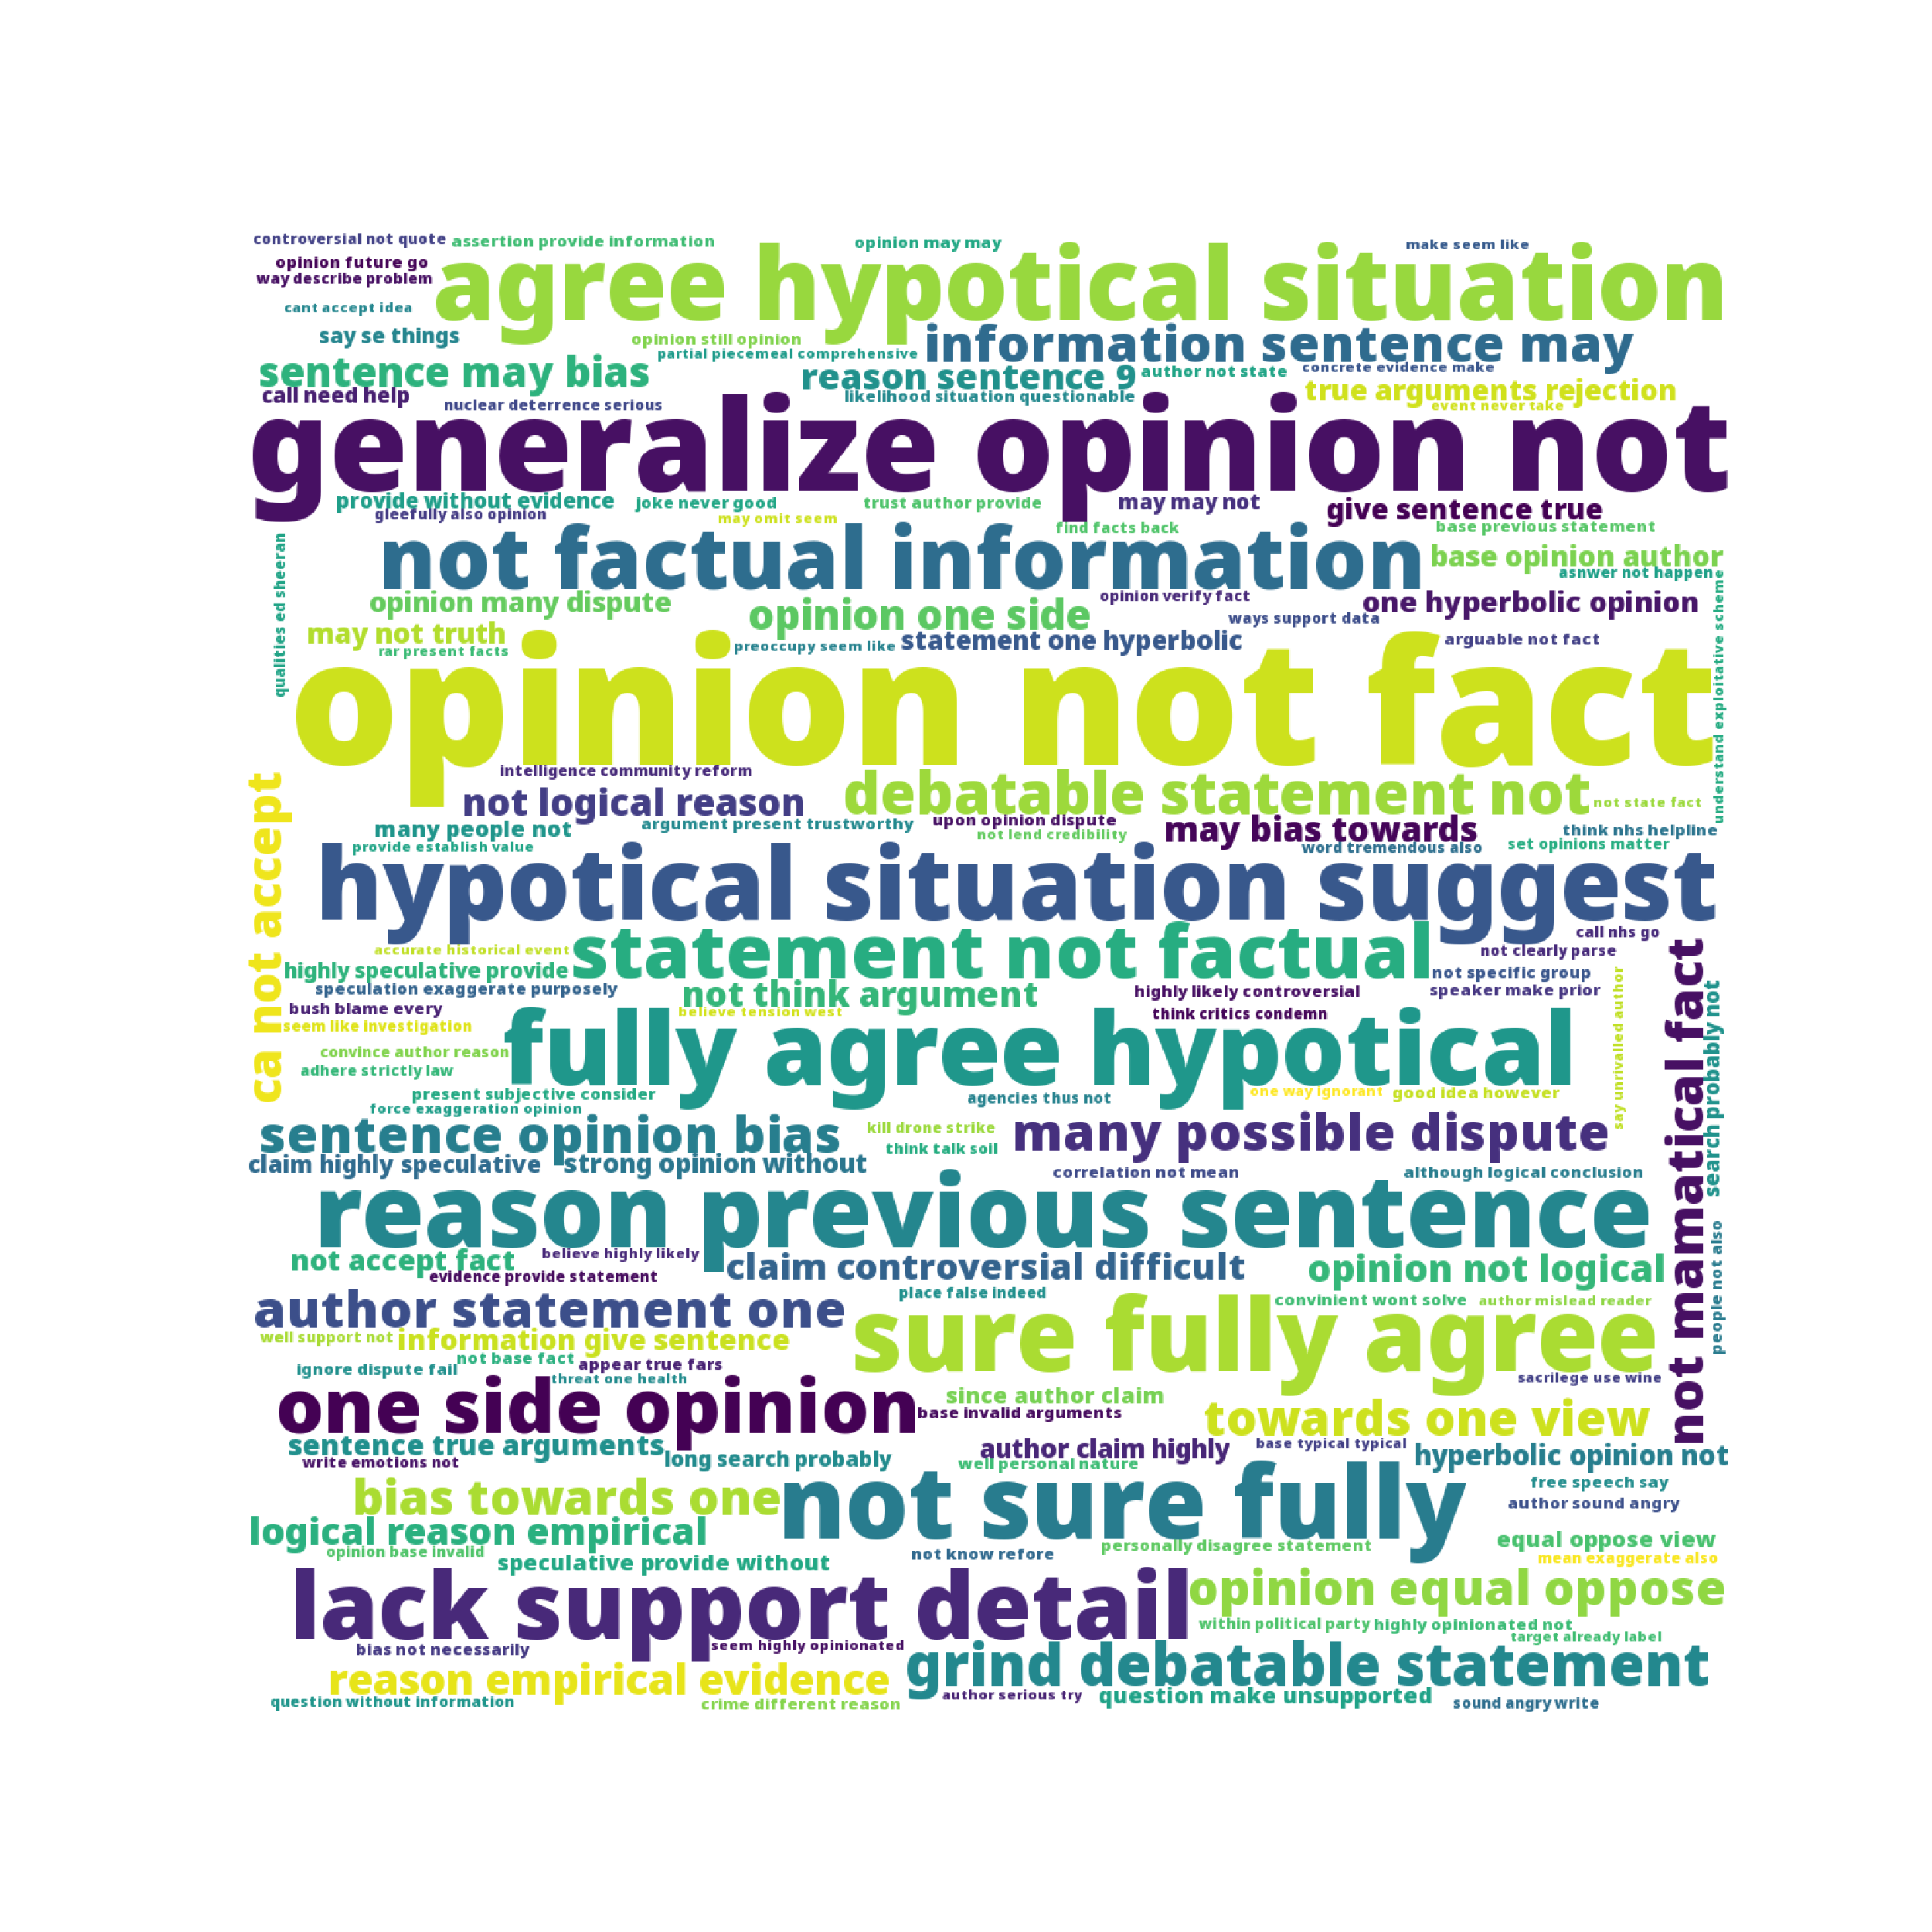 controversial not quote
assertion provide information
opinion may may
make seem like
opinion future go
way describe problem
agree hypotical situation
cant accept idea
say se things
opinion still opinion
information sentence may
partial piecemeal comprehensive
sentence may bias
reason sentence 9
author not state
concrete evidence make
call need help
nuclear deterrence serious
likelihood situation questionable
true arguments rejection
event never take
generalize opinion not
provide without evidence
joke never good
trust author provide
may may not
give sentence true
gleefully also opinion
may omit seem
find facts back
base previous statement
qualities ed sheeran
not factual information
base opinion author
asnwer not happen
opinion many dispute
opinion one side
opinion verify fact
one hyperbolic opinion
understand exploitative scheme
may not truth
ways support data
rar present facts
preoccupy seem like
statement one hyperbolic
arguable not fact
opinion not fact
intelligence community reform
ca not accept
not logical reason
debatable statement not
not state fact
many people not
argument present trustworthy
upon opinion dispute
may bias towards
think nhs helpline
provide establish value
not lend credibility
word tremendous also
set opinions matter
hypotical situation suggest
accurate historical event
statement not factual
call nhs go
not clearly parse
highly speculative provide
not specific group
speculation exaggerate purposely
not think argument
highly likely controversial
speaker make prior
bush blame every
believe tension west
think critics condemn
seem like investigation
fully agree hypotical
say unrivalled author
not mamatical fact
search probably not
convince author reason
adhere strictly law
present subjective consider
agencies thus not
one way ignorant
good idea however
force exaggeration opinion
sentence opinion bias
kill drone strike
many possible dispute
think talk soil
claim highly speculative
strong opinion without
correlation not mean
although logical conclusion
reason previous sentence
people not also
not accept fact
believe highly likely
claim controversial difficult
opinion not logical
evidence provide statement
author statement one
place false indeed
convinient wont solve
author mislead reader
well support not
information give sentence
sure fully agree
ignore dispute fail
not base fact
appear true fars
threat one health
sacrilege use wine
one side opinion
since author claim
base invalid arguments
towards one view
sentence true arguments
long search probably
author claim highly
base typical typical
hyperbolic opinion not
write emotions not
well personal nature
bias towards one
not sure fully
free speech say
author sound angry
logical reason empirical
equal oppose view
opinion base invalid
speculative provide without
not know refore
personally disagree statement
mean exaggerate also
lack support detail
opinion equal oppose
within political party
highly opinionated not
target already label
bias not necessarily
seem highly opinionated
reason empirical evidence
grind debatable statement
question without information
crime different reason
author serious try
question make unsupported
sound angry write